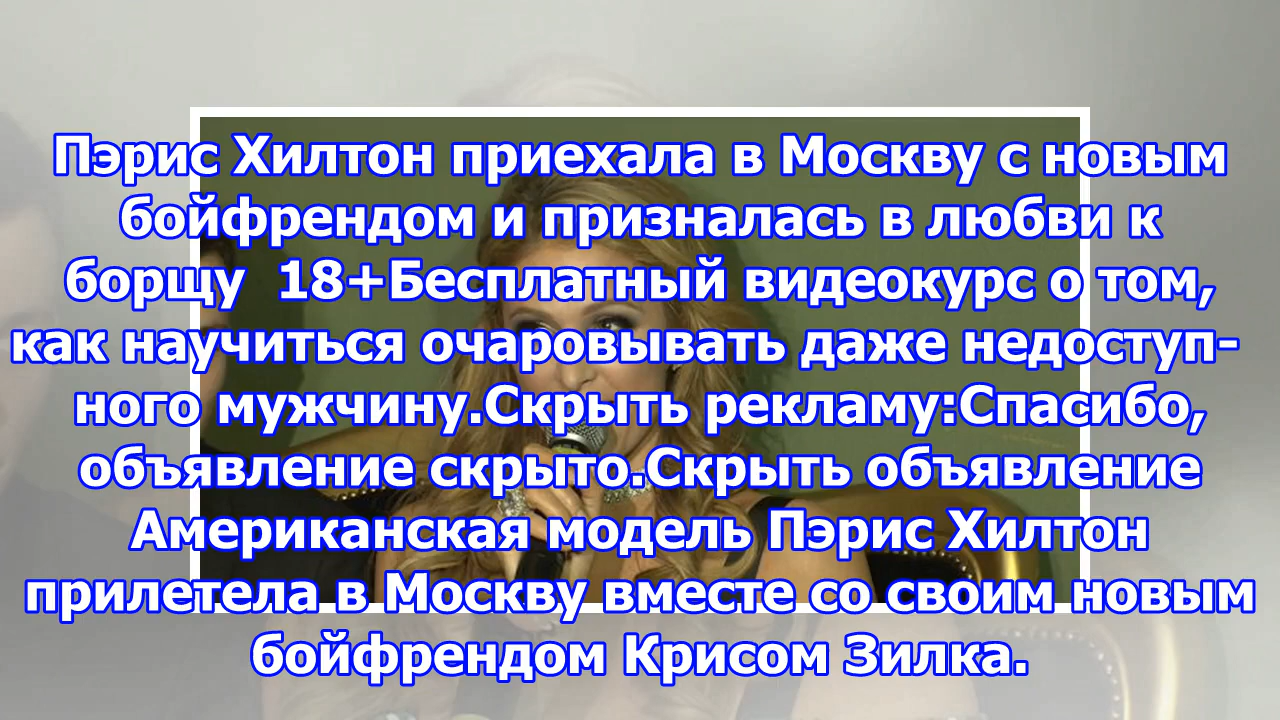 Пэрис Хилтон приехала в Москву с новым
бойфрендом и призналась в любви к
борщу  18+Бесплатный видеокурс о том,
как научиться очаровывать даже недоступ-
ного мужчину.Скрыть рекламу:Спасибо,
объявление скрыто.Скрыть объявление
Американская модель Пэрис Хилтон
прилетела в Москву вместе со своим новым
бойфрендом Крисом Зилка.